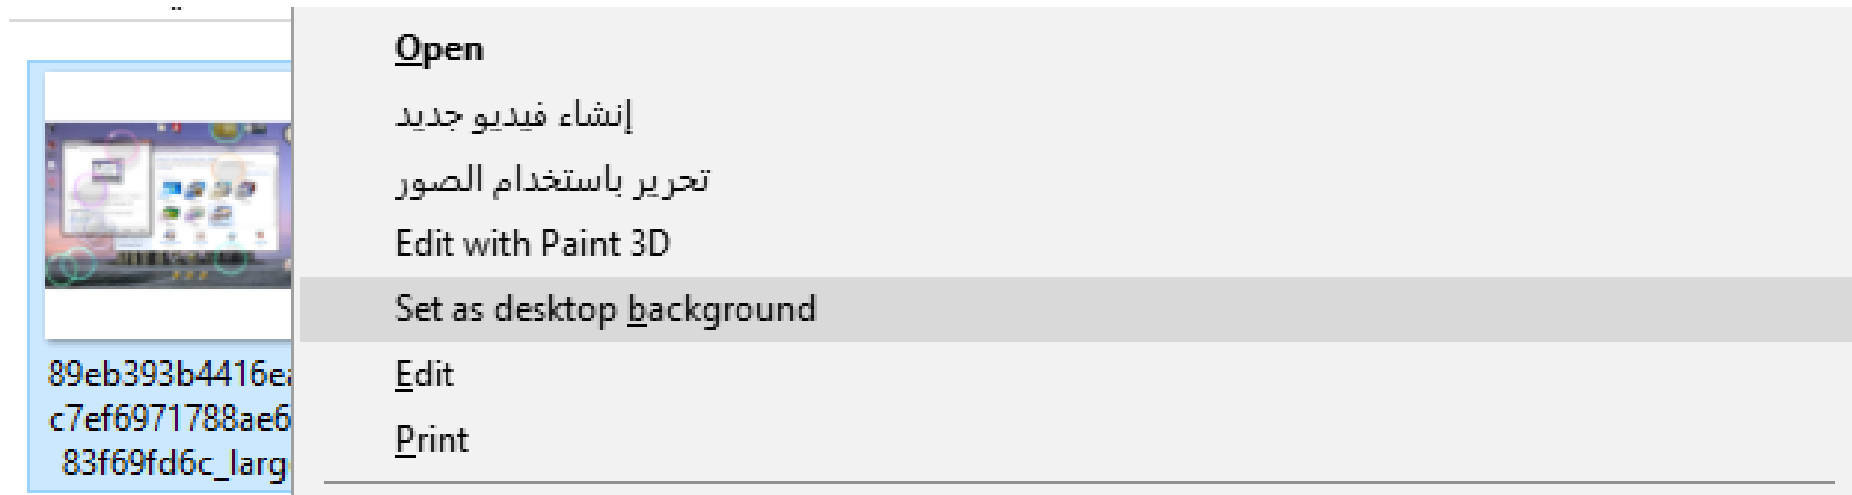 Open
إنشاء فيديو جديد
تحرير باستخدام الصور
Edit with Paint 3D
Set as desktop background
Edit
Print
89eb393b4416ea
c7ef6971788ae6
83f69fd6c_larg